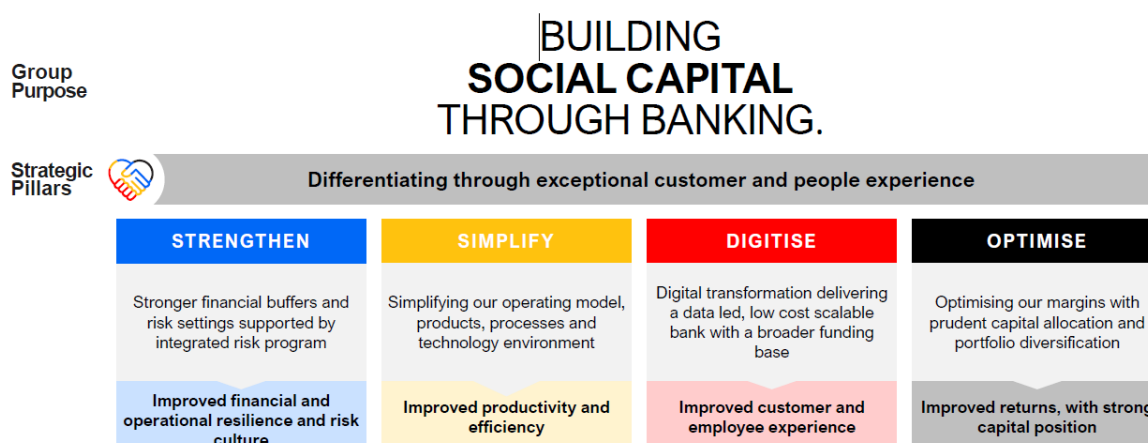 Group
Purpose
BUILDING
SOCIAL CAPITAL
THROUGH BANKING.
Strategic
Pillars
Differentiating through exceptional customer and people experience
STRENGTHEN
Stronger financial buffers and
risk settings supported by
integrated risk program
Improved financial and
operational resilience and risk
culture
SIMPLIFY
Simplifying our operating model,
products, processes and
technology environment
Improved productivity and
efficiency
DIGITISE
Digital transformation delivering
a data led, low cost scalable
bank with a broader funding
base
Improved customer and
employee experience
OPTIMISE
Optimising our margins with
prudent capital allocation and
portfolio diversification
Improved returns, with strong
capital position